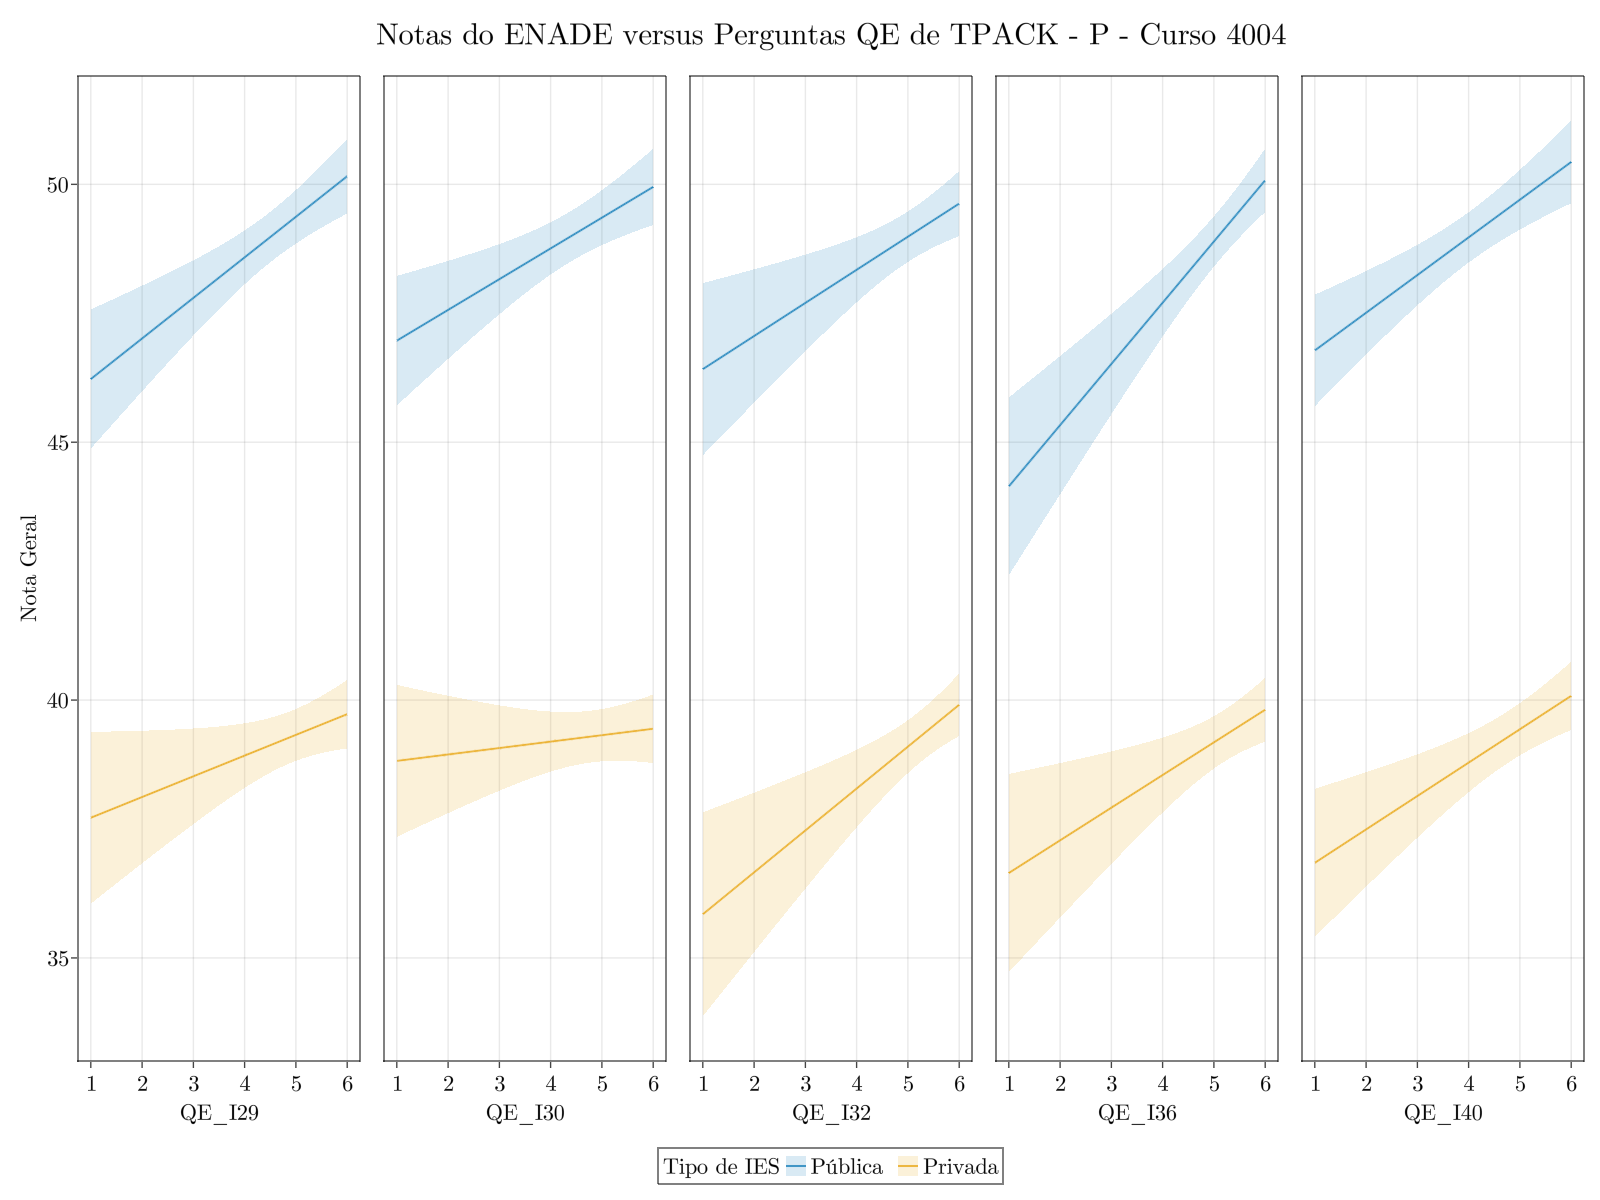 Notas do ENADE versus Perguntas QE de TPACK - P - Curso 4004
Nota Geral
50
45
40
35
1 2 3 4 5 6
QE_I29
1 2 3 4 5 6
QE_I30
1 2 3 4 5 6
QE_I32
1 2 3 4 5 6
QE_I36
1 2 3 4 5 6
QE_I40
Tipo de IES Pública Privada